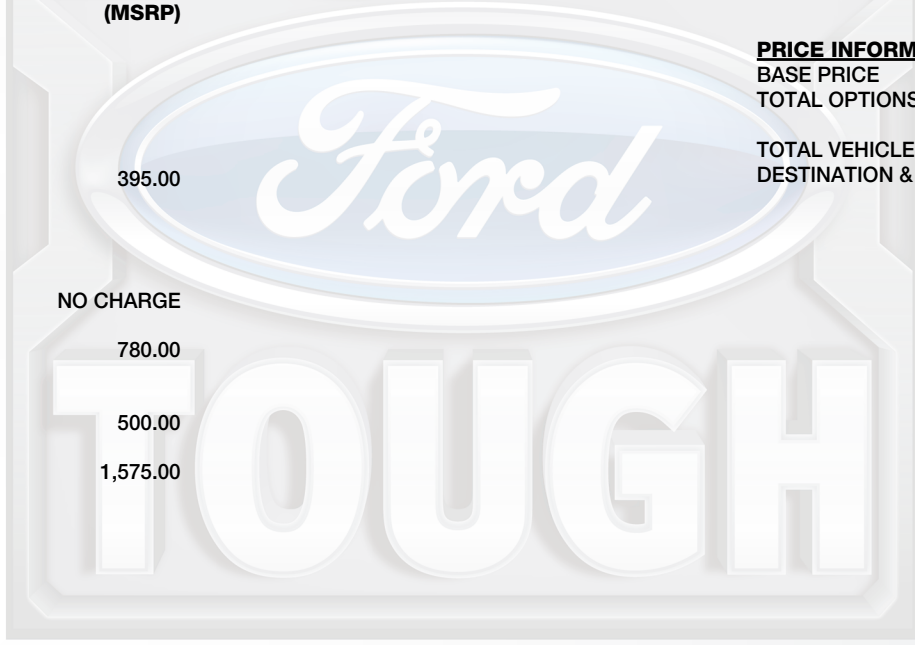 (MSRP)
PRICE INFORM
BASE PRICE
TOTAL OPTIONS
TOTAL VEHICLE
395.00
DESTINATION &
Ford
NO CHARGE
780.00
500.00
1,575.00
TOUGH